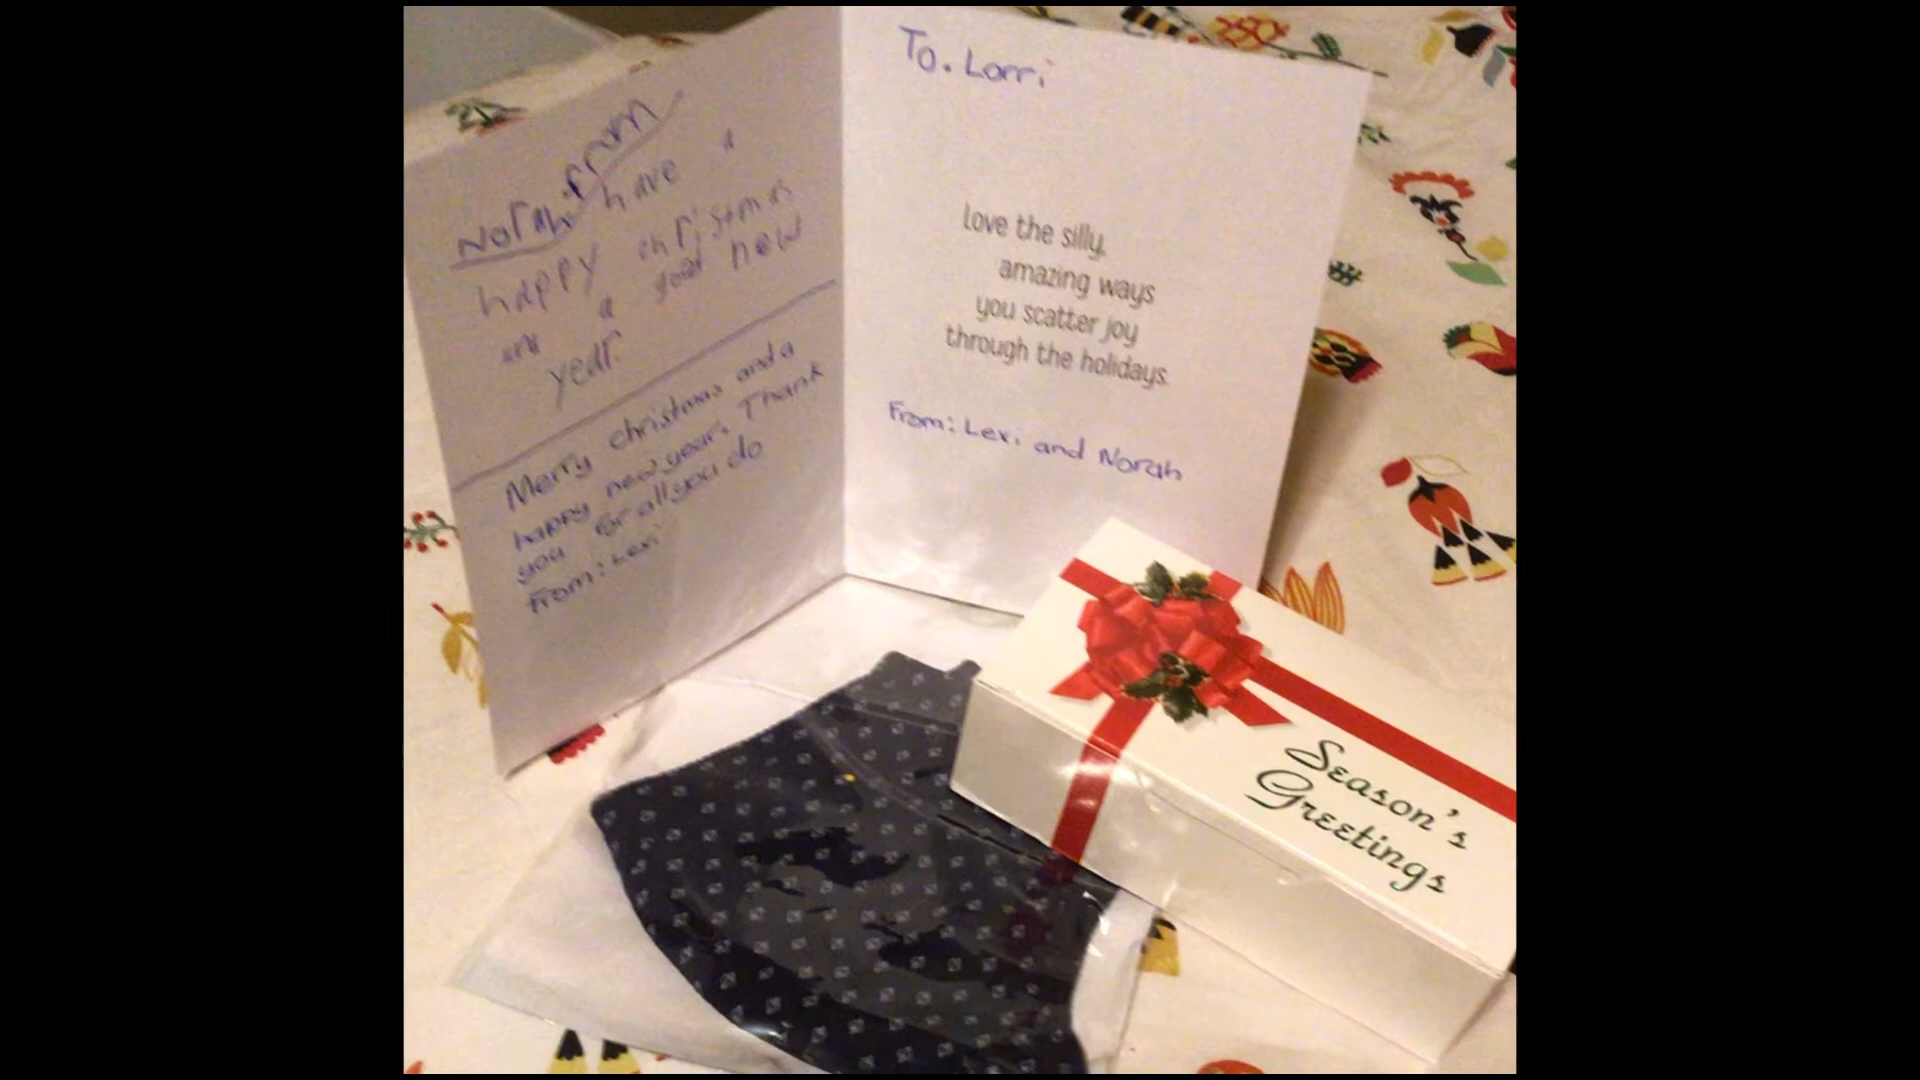 Norah from
have a
happy christmas
and a good new
year.
Merry christmas and a
happy new year. Thank
you for all you do
From: Lexi
To. Lorri
love the silly,
amazing ways
you scatter joy
through the holidays.
From: Lexi and Norah
Season's
Greetings